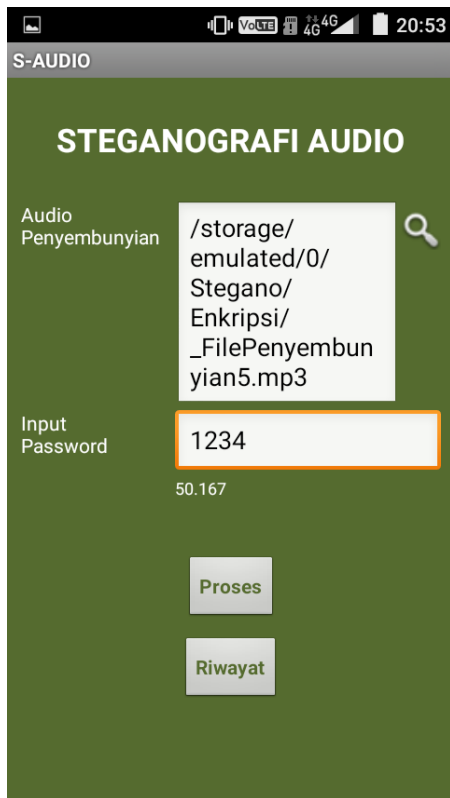 VoLTE 4G 4G 20:53
S-AUDIO
STEGANOGRAFI AUDIO
Audio
Penyembunyian
/storage/
emulated/0/
Stegano/
Enkripsi/
_FilePenyembun
yian5.mp3
Input
Password
1234
50.167
Proses
Riwayat